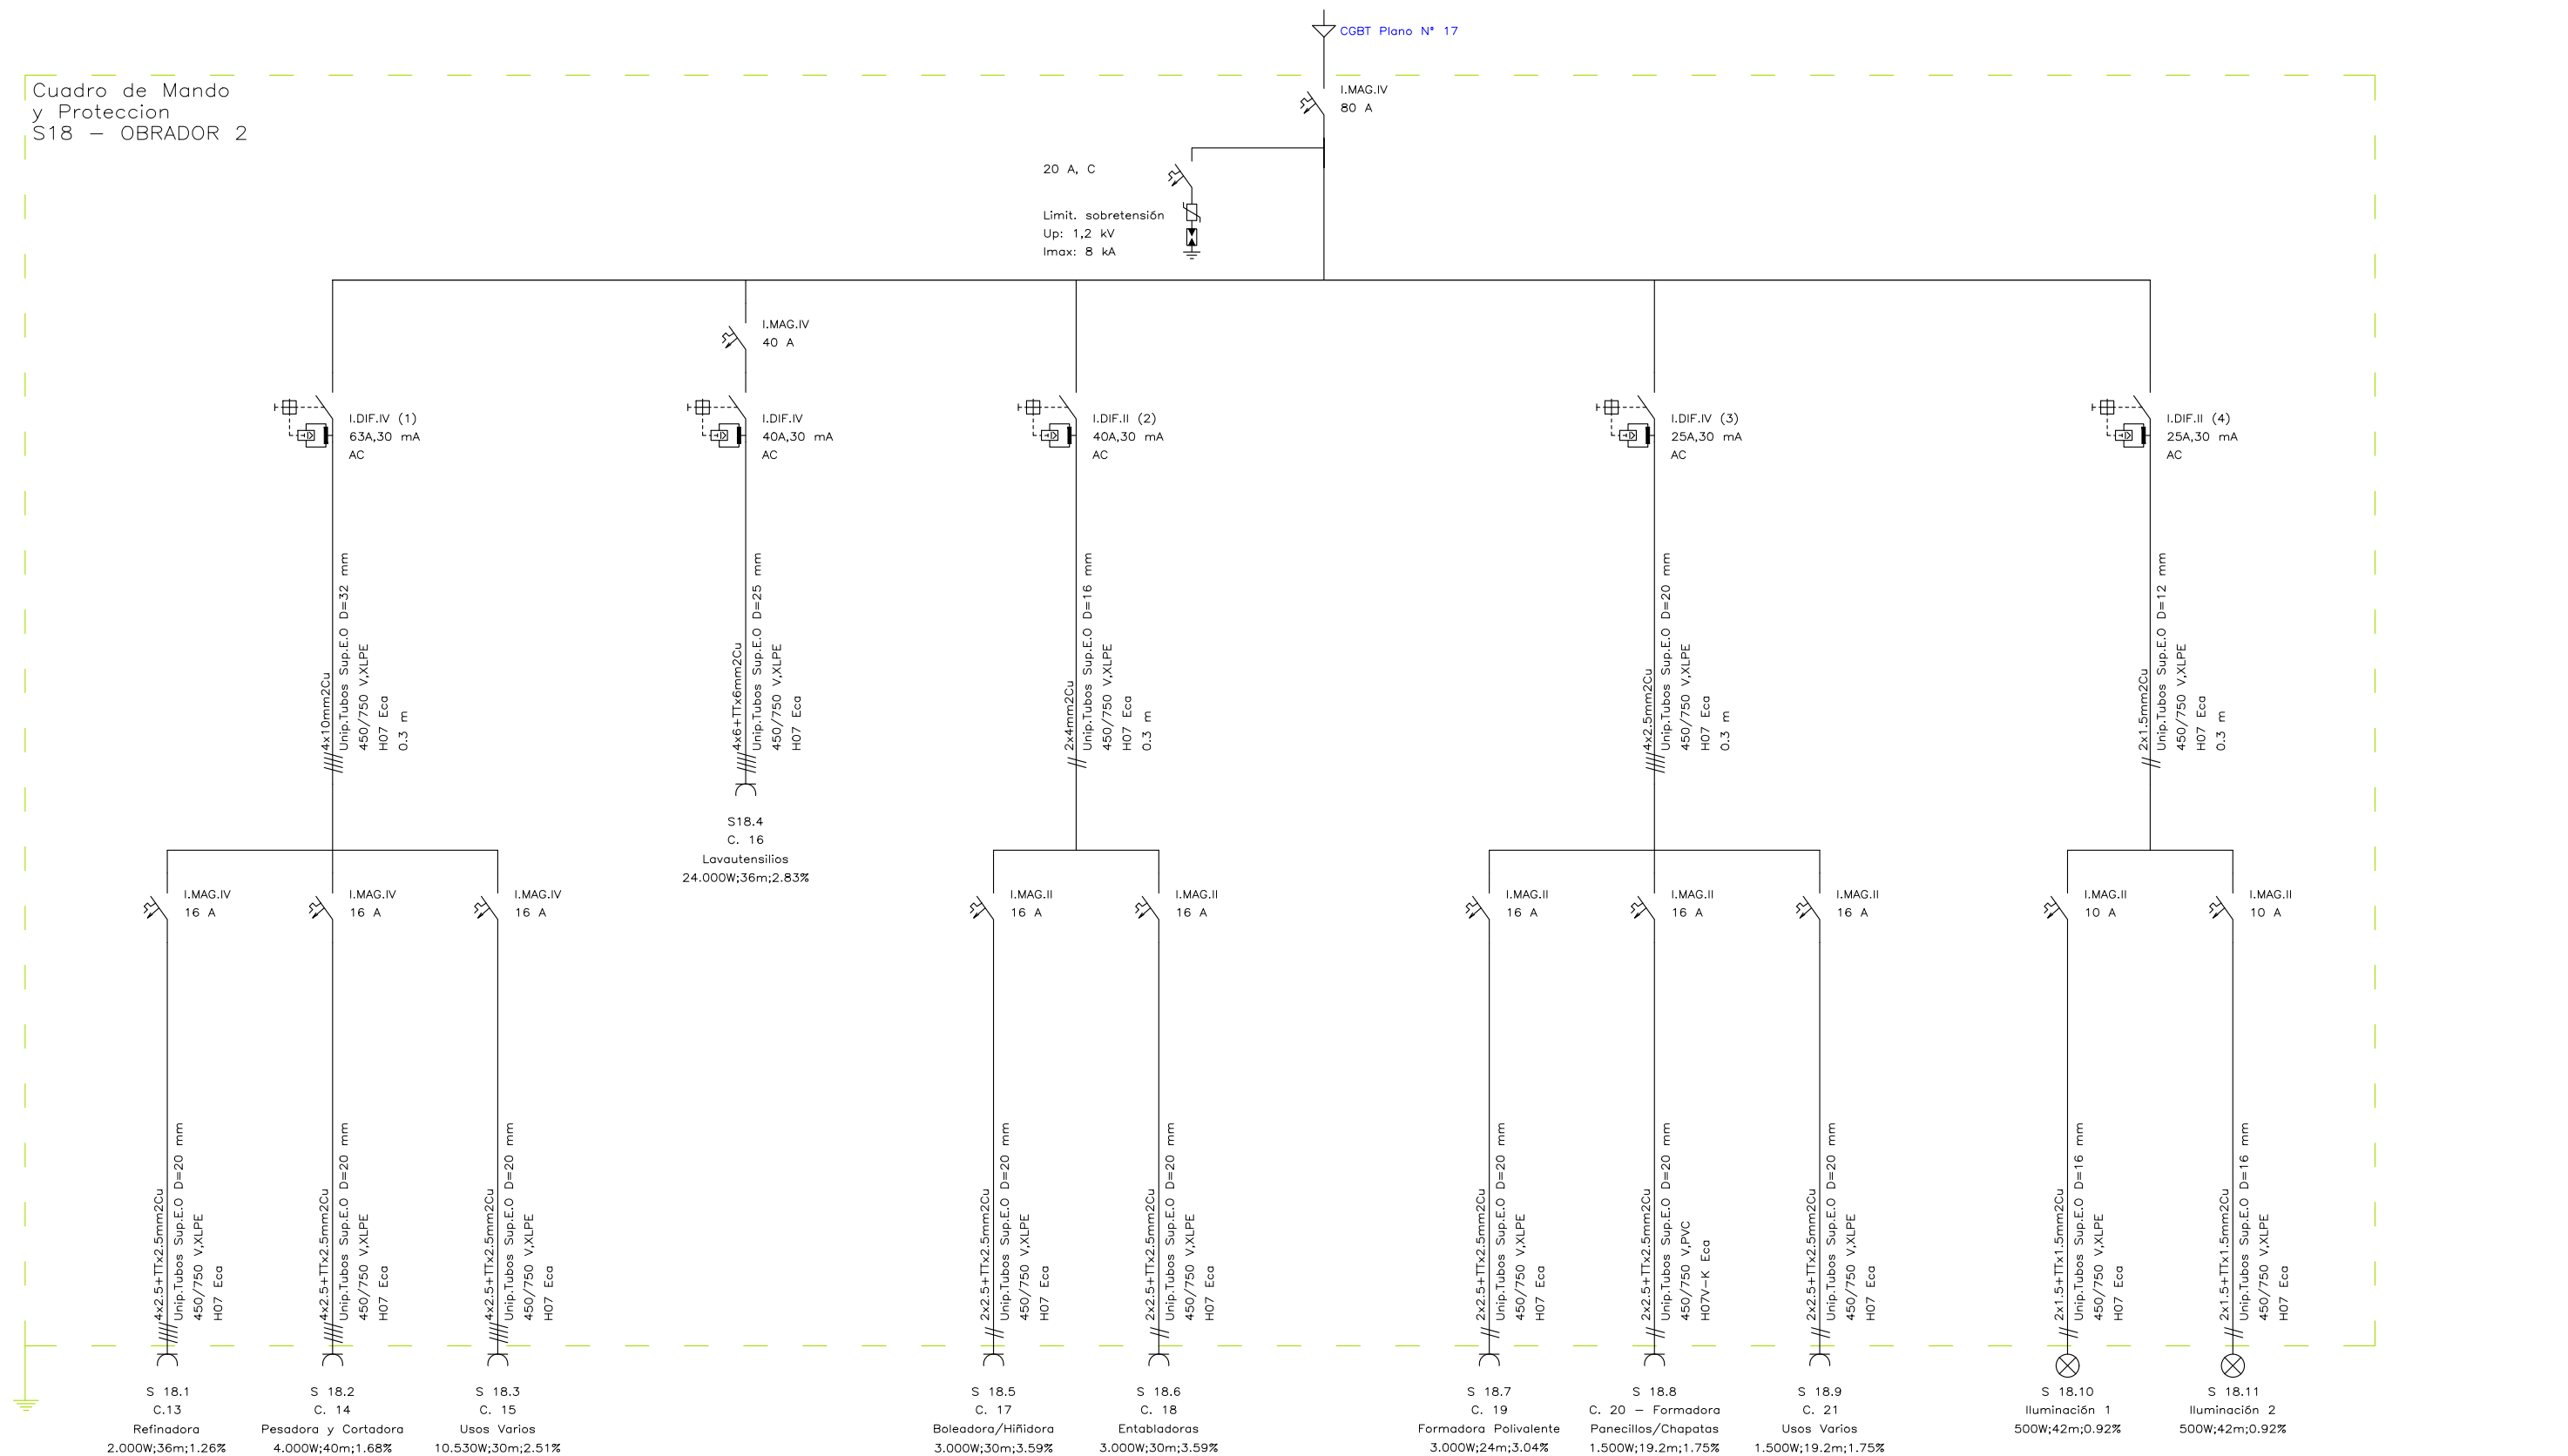 CGBT Plano N° 17
Cuadro de Mando
y Proteccion
S18 - OBRADOR 2
I.MAG.IV
80 A
20 A, C
Limit. sobretensión
Up: 1,2 kV
Imax: 8 kA
I.MAG.IV
40 A
I.DIF.IV (1)
63A,30 mA
AC
I.DIF.IV
40A,30 mA
AC
I.DIF.II (2)
40A,30 mA
AC
I.DIF.IV (3)
25A,30 mA
AC
I.DIF.II (4)
25A,30 mA
AC
4x10mm2Cu
Unip.Tubos Sup.E.O D=32 mm
450/750 V,XLPE
H07 Eca
0.3 m
4x6+TTx6mm2Cu
Unip.Tubos Sup.E.O D=25 mm
450/750 V,XLPE
H07 Eca
2x4mm2Cu
Unip.Tubos Sup.E.O D=16 mm
450/750 V,XLPE
H07 Eca
0.3 m
4x2.5mm2Cu
Unip.Tubos Sup.E.O D=20 mm
450/750 V,XLPE
H07 Eca
0.3 m
2x1.5mm2Cu
Unip.Tubos Sup.E.O D=12 mm
450/750 V,XLPE
H07 Eca
0.3 m
S18.4
C. 16
Lavautensilios
24.000W;36m;2.83%
I.MAG.IV
16 A
I.MAG.IV
16 A
I.MAG.IV
16 A
I.MAG.II
16 A
I.MAG.II
16 A
I.MAG.II
16 A
I.MAG.II
16 A
I.MAG.II
16 A
I.MAG.II
10 A
I.MAG.II
10 A
4x2.5+TTx2.5mm2Cu
Unip.Tubos Sup.E.O D=20 mm
450/750 V,XLPE
H07 Eca
4x2.5+TTx2.5mm2Cu
Unip.Tubos Sup.E.O D=20 mm
450/750 V,XLPE
H07 Eca
4x2.5+TTx2.5mm2Cu
Unip.Tubos Sup.E.O D=20 mm
450/750 V,XLPE
H07 Eca
2x2.5+TTx2.5mm2Cu
Unip.Tubos Sup.E.O D=20 mm
450/750 V,XLPE
H07 Eca
2x2.5+TTx2.5mm2Cu
Unip.Tubos Sup.E.O D=20 mm
450/750 V,XLPE
H07 Eca
2x2.5+TTx2.5mm2Cu
Unip.Tubos Sup.E.O D=20 mm
450/750 V,XLPE
H07 Eca
2x2.5+TTx2.5mm2Cu
Unip.Tubos Sup.E.O D=20 mm
450/750 V,PVC
H07V-K Eca
2x2.5+TTx2.5mm2Cu
Unip.Tubos Sup.E.O D=20 mm
450/750 V,XLPE
H07 Eca
2x1.5+TTx1.5mm2Cu
Unip.Tubos Sup.E.O D=16 mm
450/750 V,XLPE
H07 Eca
2x1.5+TTx1.5mm2Cu
Unip.Tubos Sup.E.O D=16 mm
450/750 V,XLPE
H07 Eca
S 18.1
C.13
Refinadora
2.000W;36m;1.26%
S 18.2
C. 14
Pesadora y Cortadora
4.000W;40m;1.68%
S 18.3
C. 15
Usos Varios
10.530W;30m;2.51%
S 18.5
C. 17
Boleadora/Hiñidora
3.000W;30m;3.59%
S 18.6
C. 18
Entabladoras
3.000W;30m;3.59%
S 18.7
C. 19
Formadora Polivalente
3.000W;24m;3.04%
S 18.8
C. 20 - Formadora
Panecillos/Chapatas
1.500W;19.2m;1.75%
S 18.9
C. 21
Usos Varios
1.500W;19.2m;1.75%
S 18.10
Iluminación 1
500W;42m;0.92%
S 18.11
Iluminación 2
500W;42m;0.92%